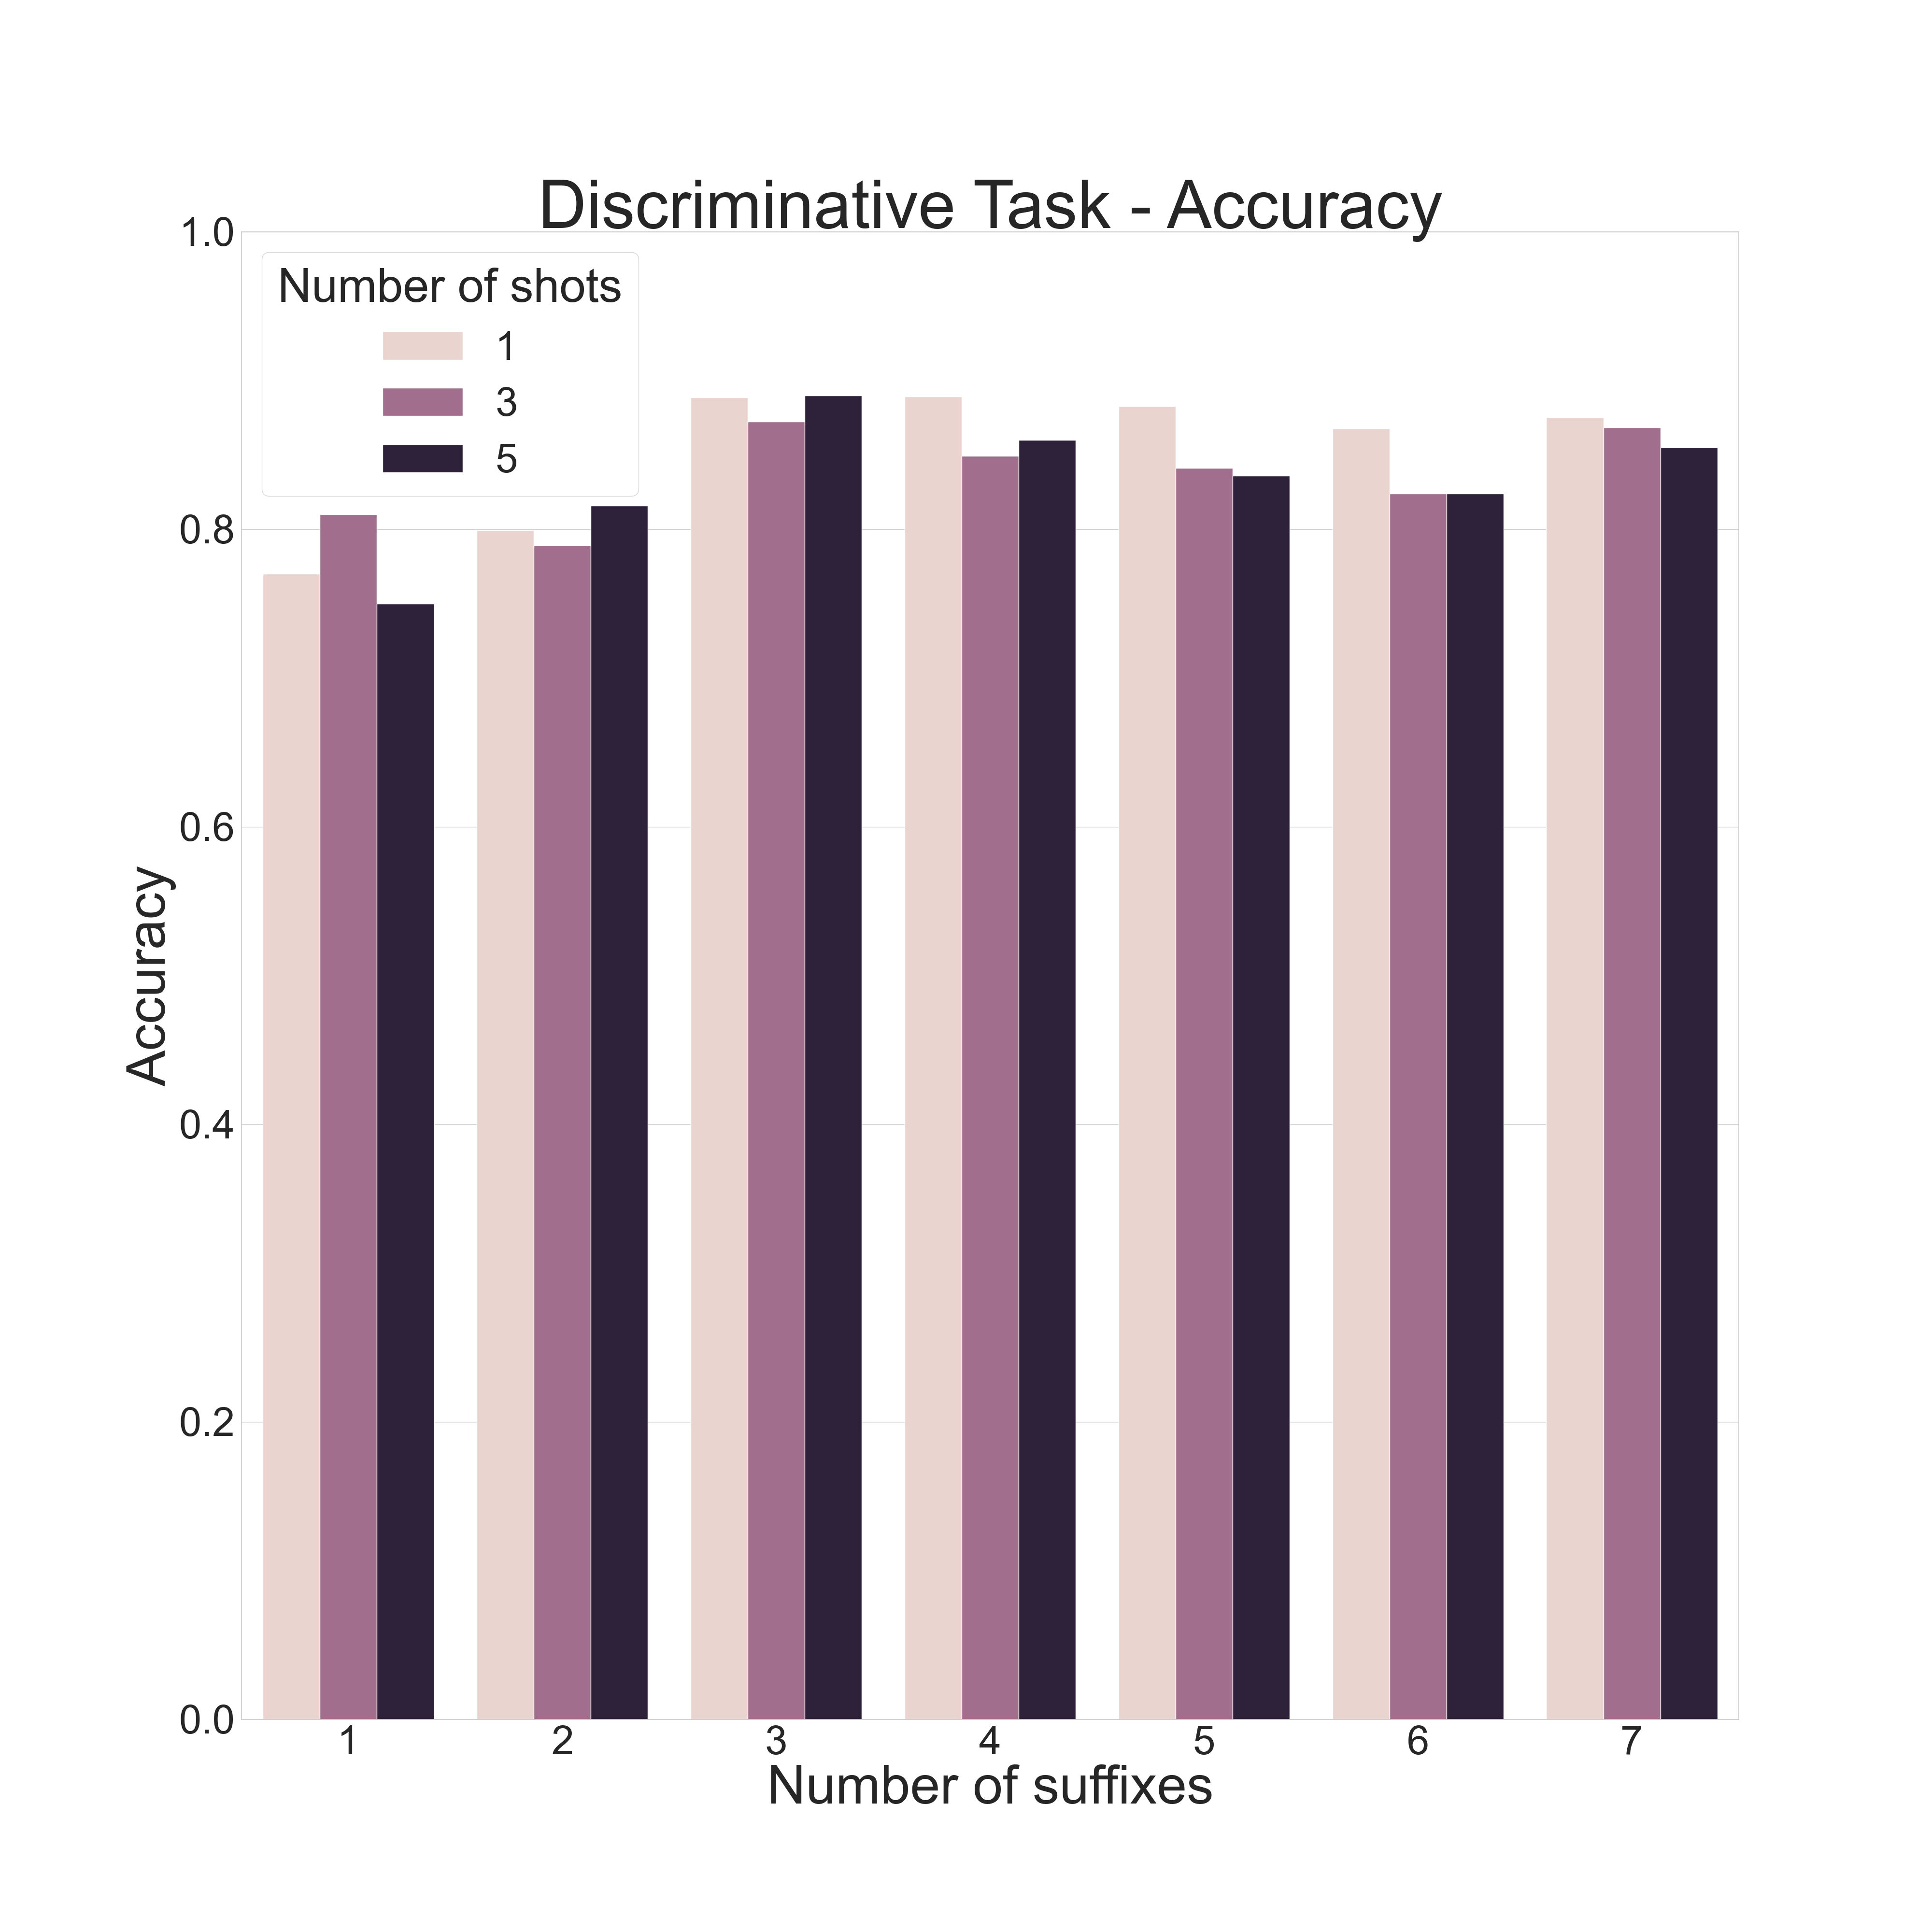 Discriminative Task - Accuracy
1.0
Number of shots
1
3
5
0.8
0.6
0.4
0.2
0.0
Accuracy
1 2 3 4 5 6 7
Number of suffixes